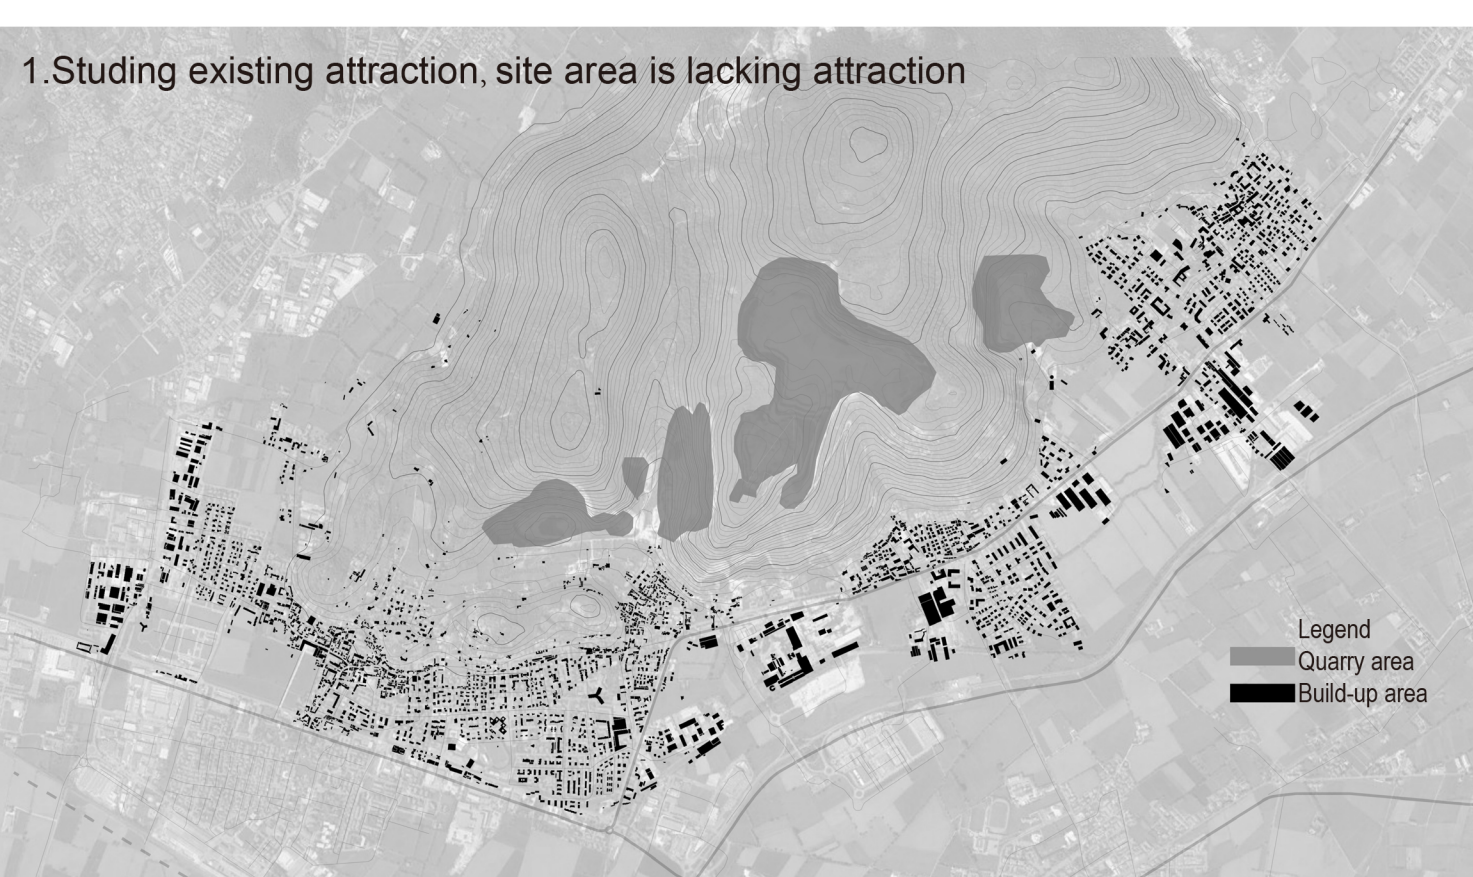 1.Studing existing attraction, site area is lacking attraction
Legend
Quarry area
Build-up area